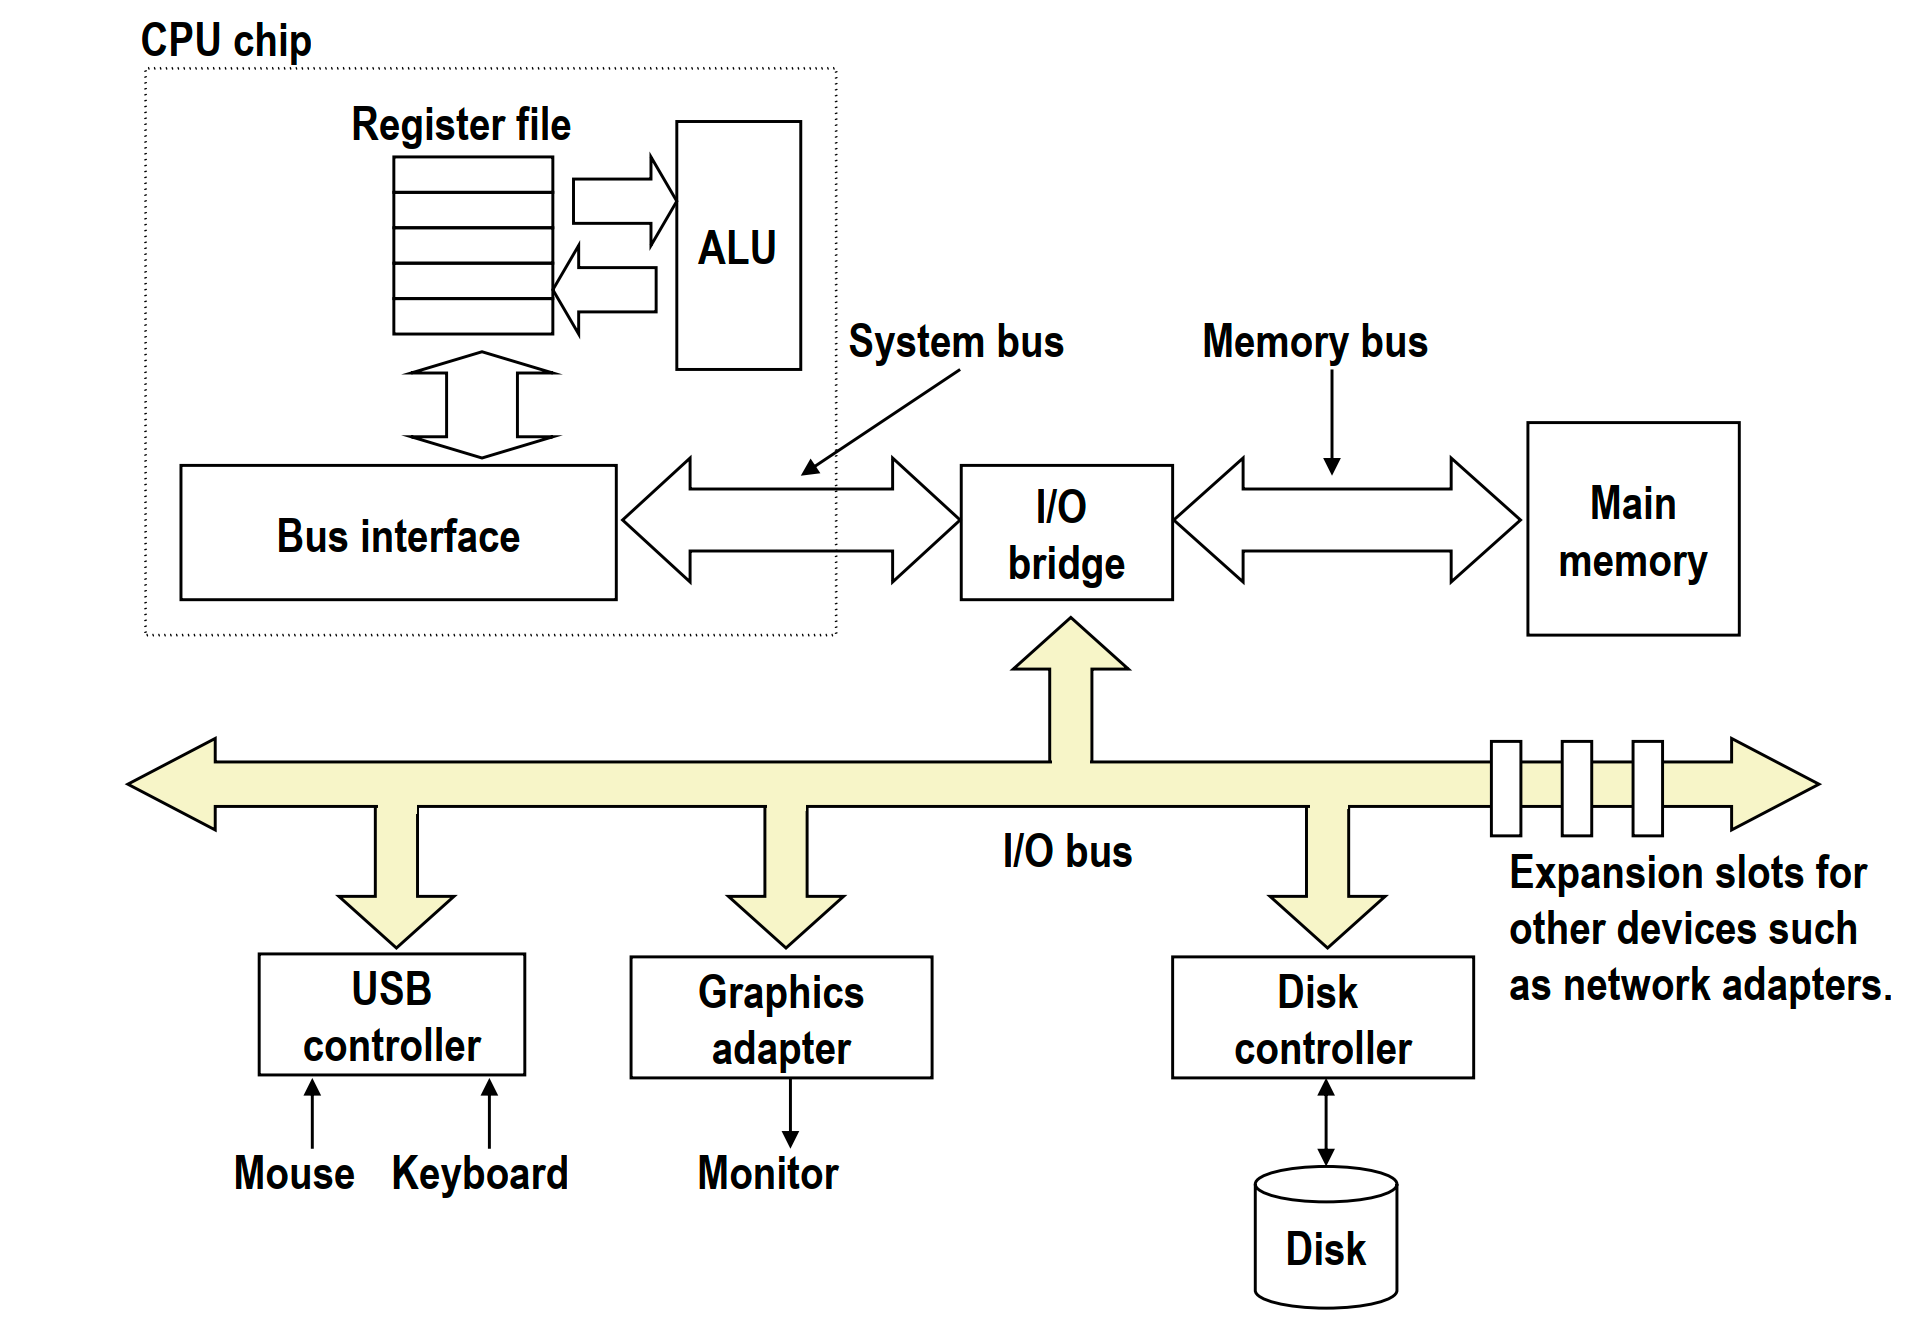 CPU chip
Register file
ALU
System bus
Memory bus
Bus interface
I/O
bridge
Main
memory
I/O bus
Expansion slots for
other devices such
as network adapters.
USB
controller
Graphics
adapter
Disk
controller
Mouse
Keyboard
Monitor
Disk